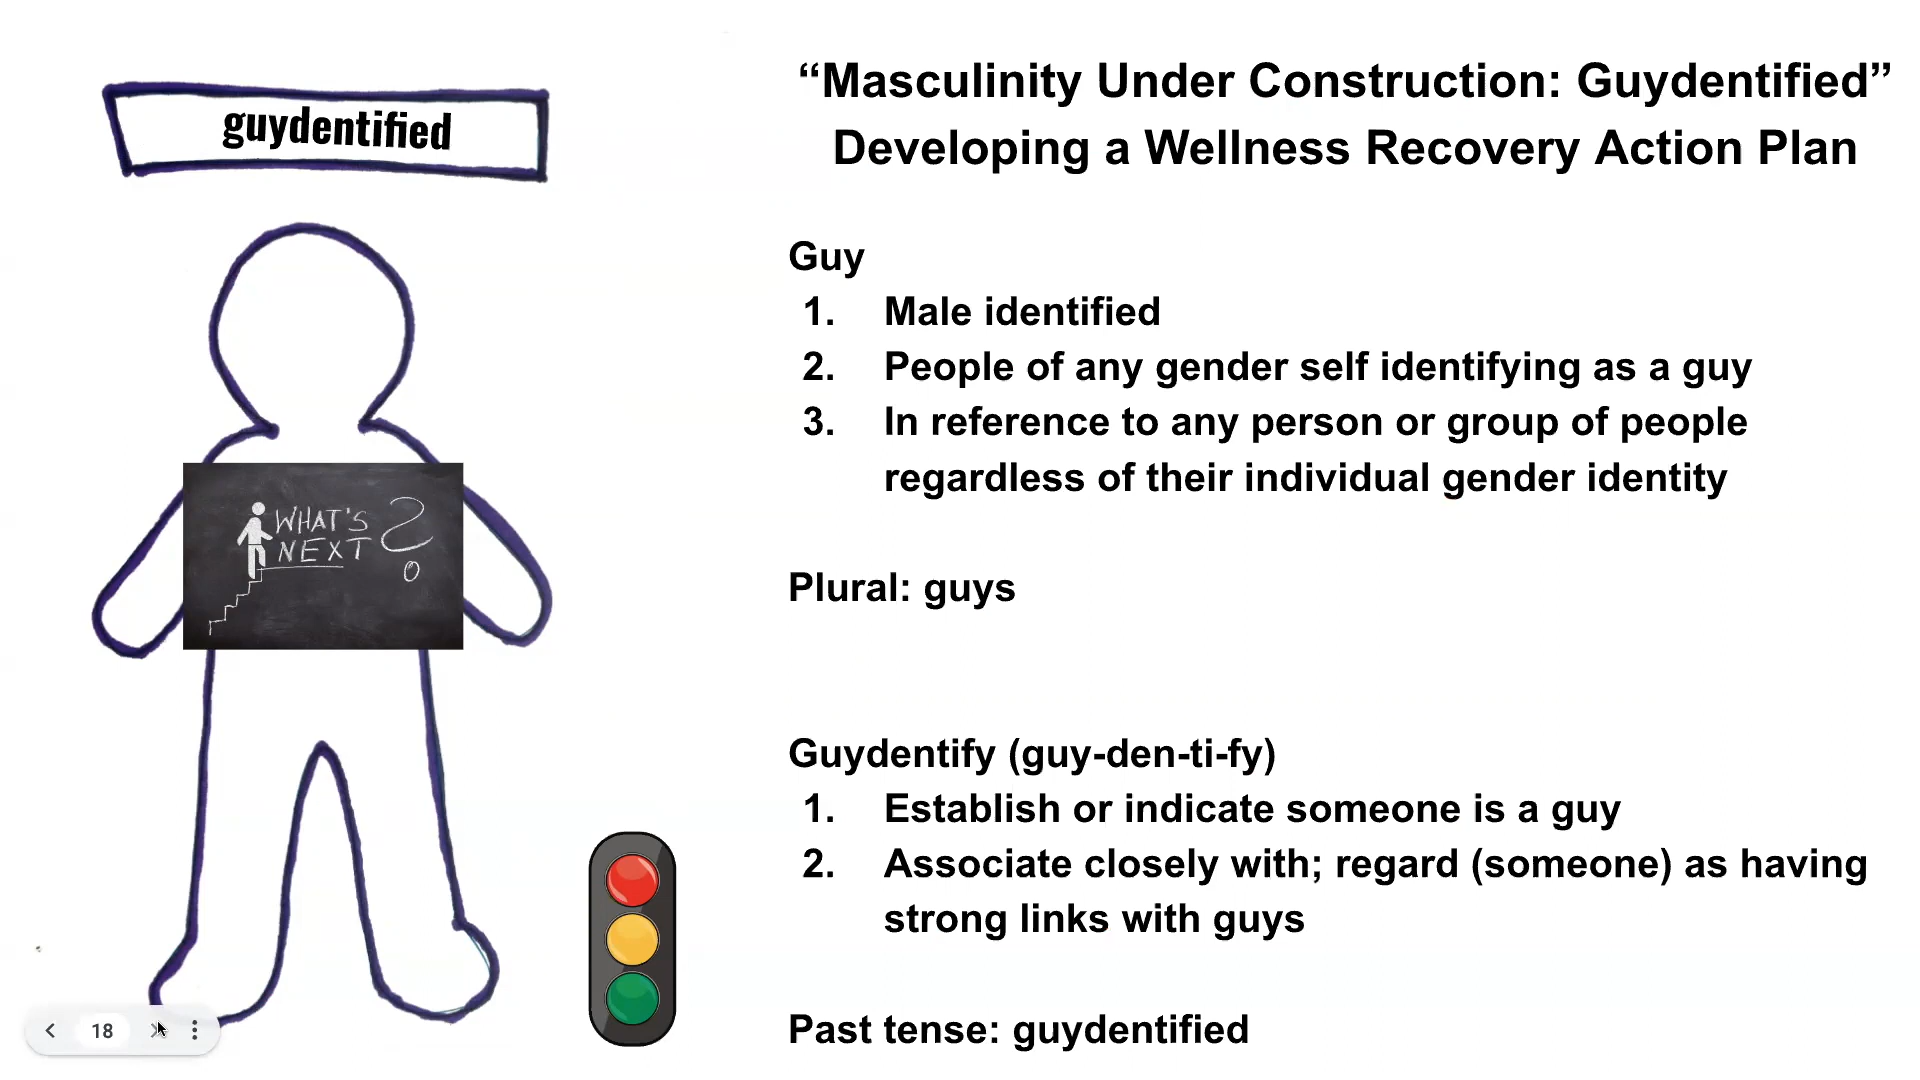 guydentified
WHAT'S
NEXT ?
“Masculinity Under Construction: Guydentified”
Developing a Wellness Recovery Action Plan
Guy
1. Male identified
2. People of any gender self identifying as a guy
3. In reference to any person or group of people
regardless of their individual gender identity
Plural: guys
Guydentify (guy-den-ti-fy)
1. Establish or indicate someone is a guy
2. Associate closely with; regard (someone) as having
strong links with guys
Past tense: guydentified
18